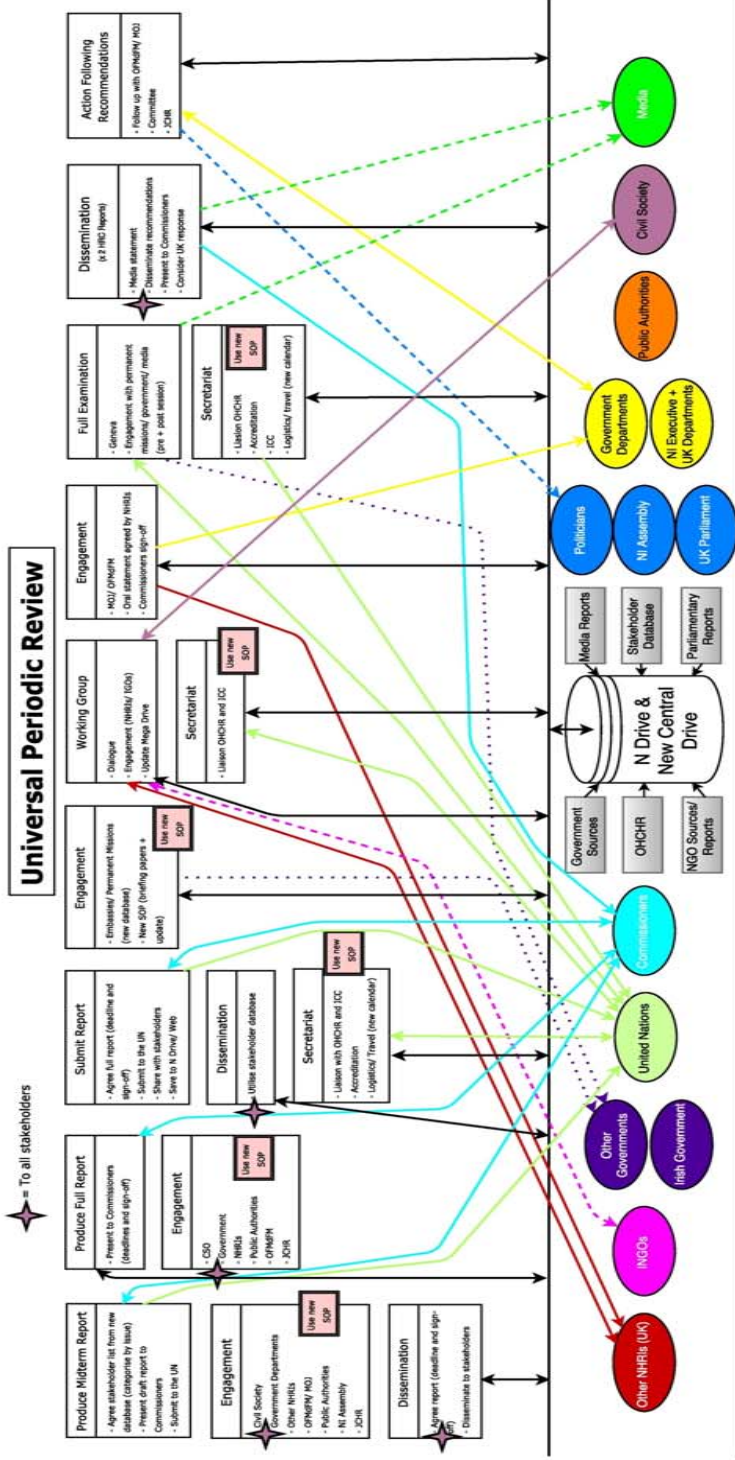 Universal Periodic Review
= To all stakeholders
Produce Midterm Report
- Agree stakeholder list from new
database (categorise by issue)
- Present draft report to
Commissioners
- Submit to the UN
Engagement
Civil Society
Government Departments
- Other NHRIs
- OFMdFM/ MOJ
- Public Authorities
- NI Assembly
- JCHR
Use new
SOP
Dissemination
Agree report (deadline and sign-
off)
- Disseminate to stakeholders
Produce Full Report
- Present to Commissioners
(deadlines and sign-off)
Engagement
- CSO
Government
- NHRIs
- Public Authorities
- OFMdFM
- JCHR
Use new
SOP
Submit Report
- Agree full report (deadline and
sign-off)
- Submit to the UN
- Share with stakeholders
- Save to N Drive/ Web
Dissemination
Utilise stakeholder database
Secretariat
- Liaison with OHCHR and ICC
- Accreditation
- Logistics/ Travel (new calendar)
Use new
SOP
Engagement
- Embassies/ Permanent Missions
(new database)
- New SOP (briefing papers +
update)
Use new
SOP
Working Group
- Dialogue
- Engagement (NHRIs/ IGOs)
- Update Mega Drive
Secretariat
- Liaison OHCHR and ICC
Use new
SOP
Engagement
- MOJ/ OFMdFM
- Oral statement agreed by NHRIs
- Commissioners sign-off
Full Examination
- Geneva
- Engagement with permanent
missions/ government/ media
(pre + post session)
Secretariat
- Liasion OHCHR
- Accreditation
- ICC
- Logistics/ travel (new calendar)
Use new
SOP
Dissemination
(x 2 HRC Reports)
- Media statement
- Disseminate recommendations
- Present to Commissioners
- Consider UK response
Action Following
Recommendations
- Follow up with OFMdFM/ MOJ
- Committee
- JCHR
Other NHRIs (UK)
INGOs
Other
Governments
Irish Government
United Nations
Commissioners
Government
Sources
OHCHR
NGO Sources/
Reports
N Drive &
New Central
Drive
Media Reports
Stakeholder
Database
Parliamentary
Reports
Politicians
NI Assembly
UK Parliament
Government
Departments
NI Executive +
UK Departments
Public Authorities
Civil Society
Media